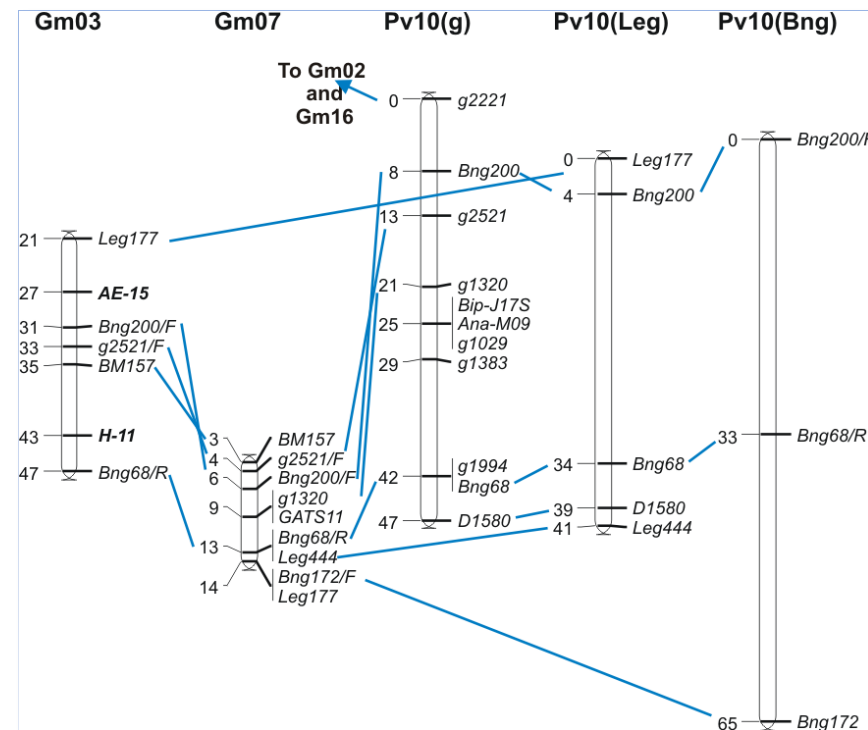 Gm03
Gm07
Pv10(g)
Pv10(Leg)
Pv10(Bng)
To Gm02
and
Gm16
21 Leg177
27 AE-15
31 Bng200/F
33 g2521/F
35 BM157
43 H-11
47 Bng68/R
3 BM157
4 g2521/F
6 Bng200/F
9 g1320
GATS11
13 Bng68/R
Leg444
14 Bng172/F
Leg177
0 g2221
8 Bng200
13 g2521
21 g1320
25 Bip-J17S
Ana-M09
g1029
29 g1383
42 g1994
Bng68
47 D1580
0 Leg177
4 Bng200
34 Bng68
39 D1580
41 Leg444
0 Bng200/F
33 Bng68/R
65 Bng172